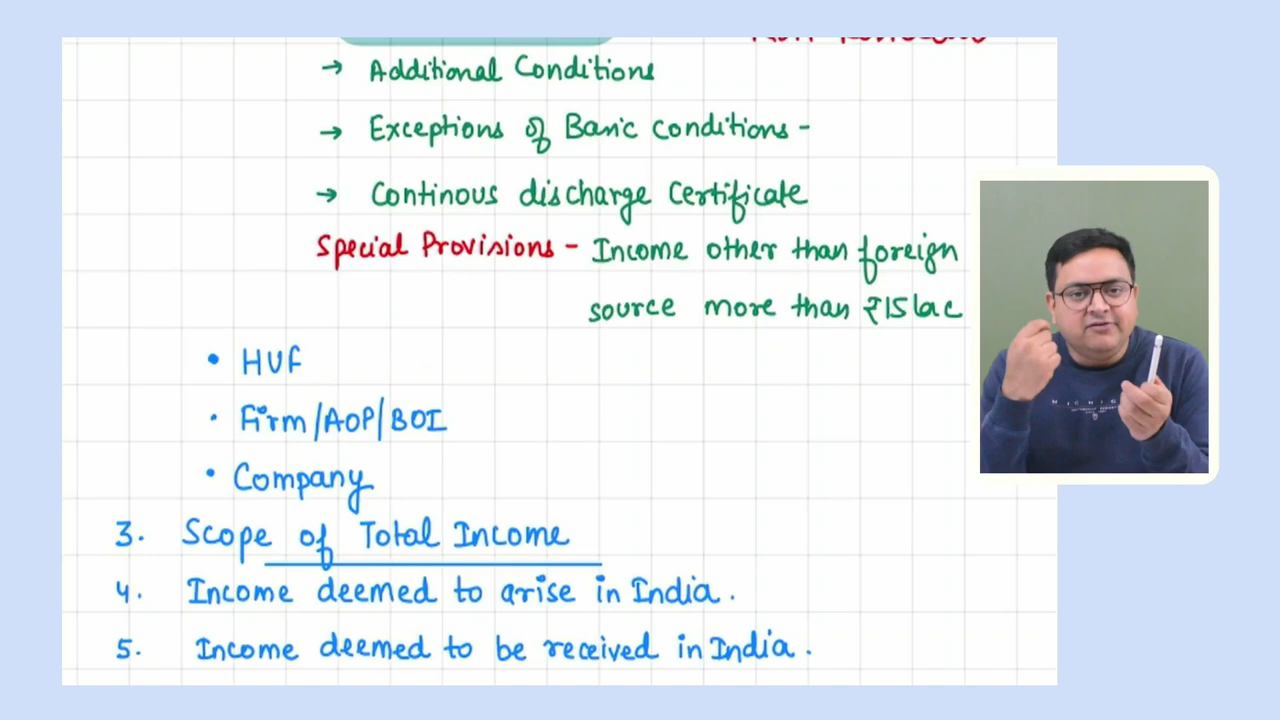 → Additional Conditions
→ Exceptions of Basic Conditions -
→ Continous discharge Certificate
Special Provisions - Income other than foreign
source more than ₹15 lac
• HUF
• Firm/AOP/BOI
• Company
3. Scope of Total Income
4. Income deemed to arise in India.
5. Income deemed to be received in India.